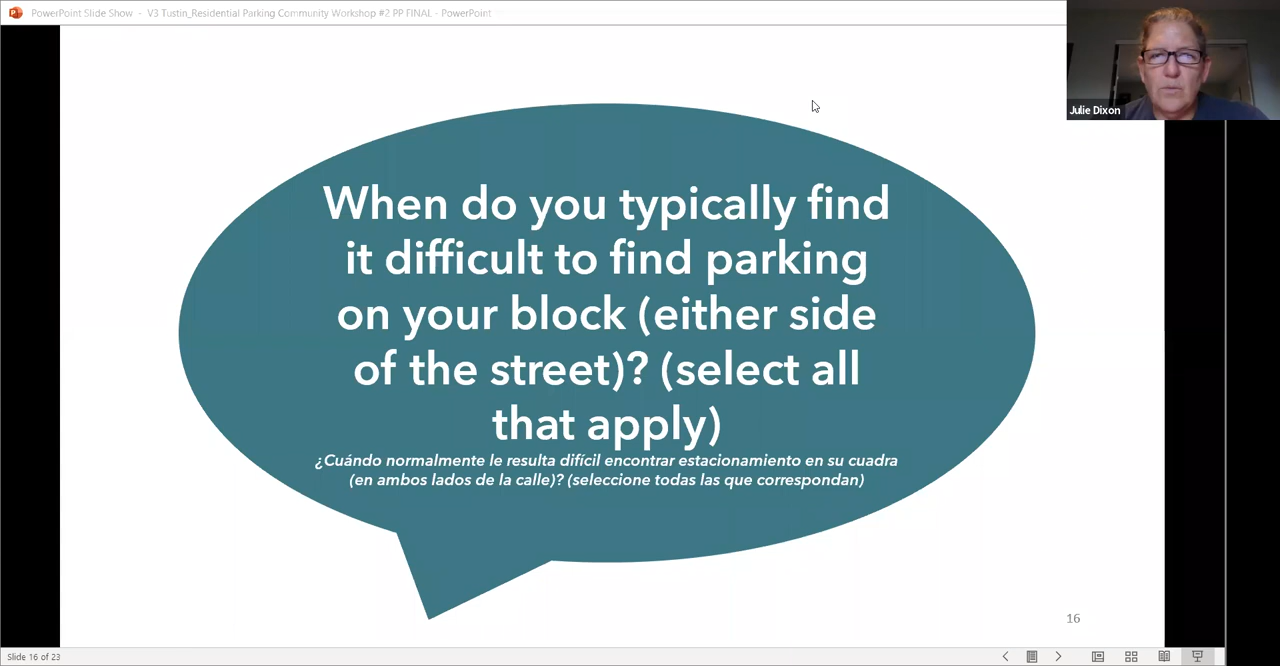 PowerPoint Slide Show - V3 Tustin_Residential Parking Community Workshop #2 PP FINAL - PowerPoint
Julie Dixon
When do you typically find
it difficult to find parking
on your block (either side
of the street)? (select all
that apply)
¿Cuándo normalmente le resulta difícil encontrar estacionamiento en su cuadra
(en ambos lados de la calle)? (seleccione todas las que correspondan)
16
Slide 16 of 23